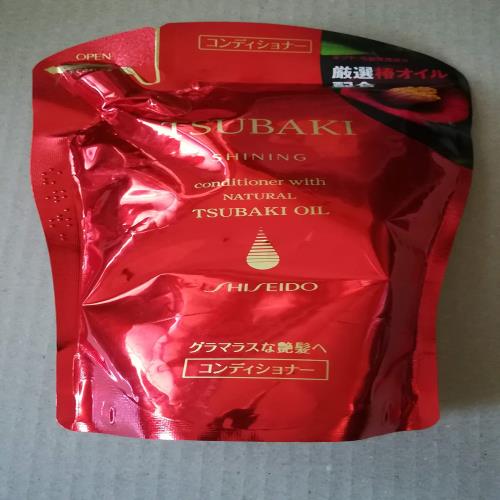 OPEN
コンディショナー
厳選椿オイル
配合
TSUBAKI
SHINING
conditioner with
NATURAL
TSUBAKI OIL
SHISEIDO
グラマラスな艶髪へ
コンディショナー